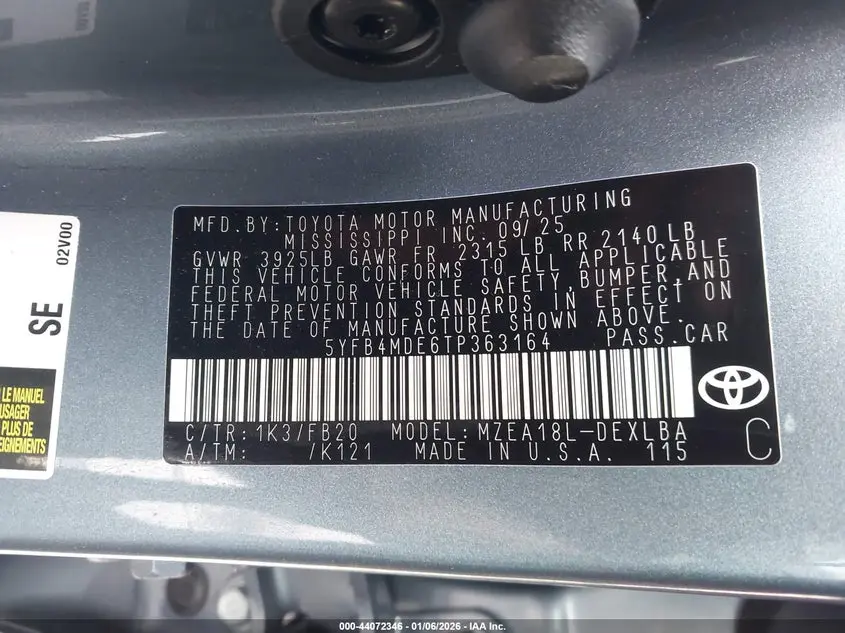 MFD.BY:TOYOTA MOTOR MANUFACTURING
MISSISSIPPI INC. 09/25
GVWR 3925LB GAWR FR 2315 LB RR 2140 LB
THIS VEHICLE CONFORMS TO ALL APPLICABLE
FEDERAL MOTOR VEHICLE SAFETY,BUMPER,AND
THEFT PREVENTION STANDARDS IN EFFECT ON
THE DATE OF MANUFACTURE SHOWN ABOVE.
5YFB4MDE6TP363164 PASS.CAR
C/TR: 1K3/FB20 MODEL: MZEA18L-DEXLBA
A/TM: /K121 MADE IN U.S.A. 115
C
SE
02V00
LE MANUEL
USAGER
PLUS DE
EIGNEMENTS
000-44072346 | 01/06/2026 | IAA Inc.